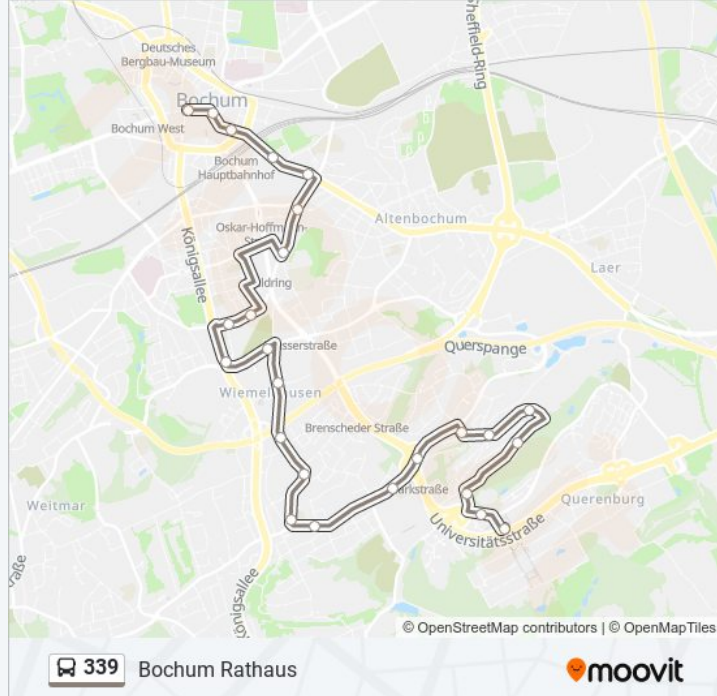 Deutsches
Bergbau-Museum
Sheffield-Ring
Bochum
Bochum West
Bochum
Hauptbahnhof
Altenbochum
Königsallee
Laer
Querspange
Wiemelhausen
Brenscheder Straße
Weitmar
Querenburg
Universitätsstraße
Königsallee
© OpenStreetMap contributors | © OpenMapTiles
339 Bochum Rathaus
moovit